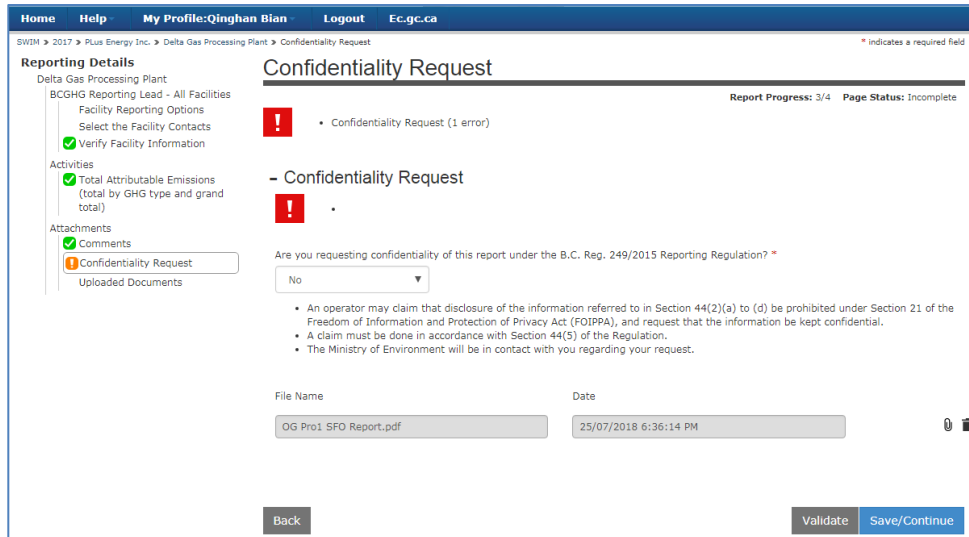 Home Help My Profile:Qinghan Bian Logout Ec.gc.ca
SWIM > 2017 > PLus Energy Inc. > Delta Gas Processing Plant > Confidentiality Request
* indicates a required field
Reporting Details
Delta Gas Processing Plant
BCGHG Reporting Lead - All Facilities
Facility Reporting Options
Select the Facility Contacts
Verify Facility Information
Activities
Total Attributable Emissions
(total by GHG type and grand
total)
Attachments
Comments
Confidentiality Request
Uploaded Documents
Confidentiality Request
Report Progress: 3/4 Page Status: Incomplete
! • Confidentiality Request (1 error)
– Confidentiality Request
! •
Are you requesting confidentiality of this report under the B.C. Reg. 249/2015 Reporting Regulation? *
No
• An operator may claim that disclosure of the information referred to in Section 44(2)(a) to (d) be prohibited under Section 21 of the
Freedom of Information and Protection of Privacy Act (FOIPPA), and request that the information be kept confidential.
• A claim must be done in accordance with Section 44(5) of the Regulation.
• The Ministry of Environment will be in contact with you regarding your request.
File Name Date
OG Pro1 SFO Report.pdf 25/07/2018 6:36:14 PM
Back Validate Save/Continue